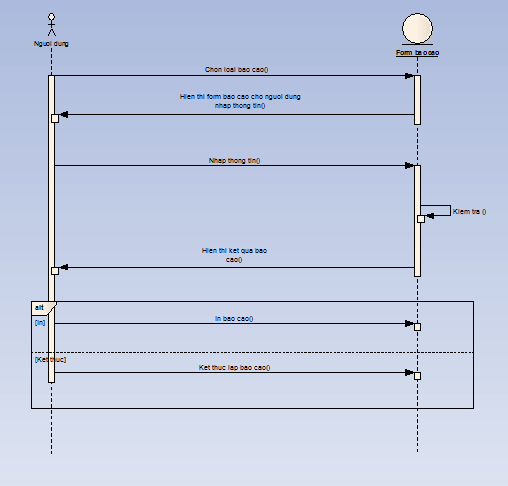 Nguoi dung
Form bao cao
Chon loai bao cao()
Hien thi form bao cao cho nguoi dung
nhap thong tin()
Nhap thong tin()
Kiem tra ()
Hien thi ket qua bao
cao()
alt
[In]
In bao cao()
[Ket thuc]
Ket thuc lap bao cao()